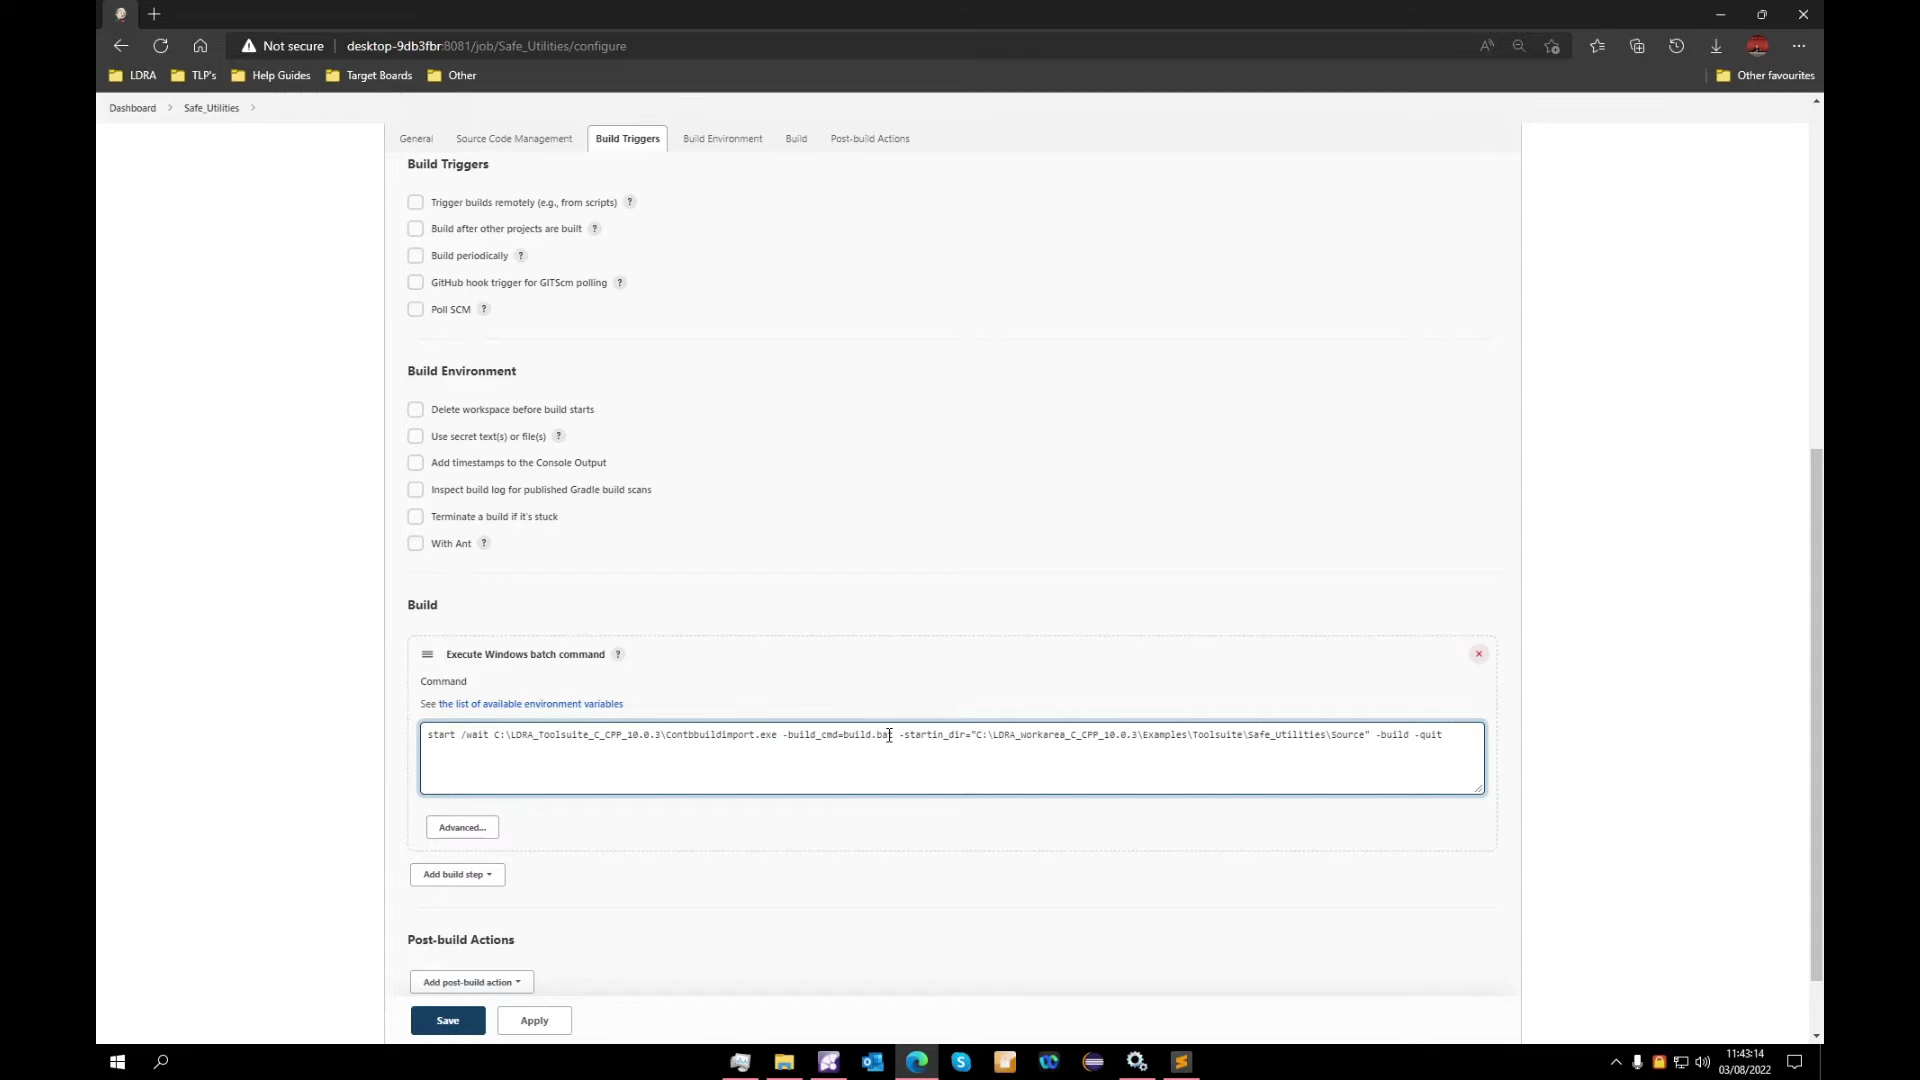 Not secure desktop-9db3fbr:8081/job/Safe_Utilities/configure
LDRA TLP's Help Guides Target Boards Other Other favourites
Dashboard Safe_Utilities
General Source Code Management Build Triggers Build Environment Build Post-build Actions
Build Triggers
Trigger builds remotely (e.g., from scripts) ?
Build after other projects are built ?
Build periodically ?
GitHub hook trigger for GITScm polling ?
Poll SCM ?
Build Environment
Delete workspace before build starts
Use secret text(s) or file(s) ?
Add timestamps to the Console Output
Inspect build log for published Gradle build scans
Terminate a build if it's stuck
With Ant ?
Build
Execute Windows batch command ?
Command
See the list of available environment variables
start /wait C:\LDRA_Toolsuite_C_CPP_10.0.3\Contbbuildimport.exe -build_cmd=build.bat -startin_dir="C:\LDRA_Workarea_C_CPP_10.0.3\Examples\Toolsuite\Safe_Utilities\Source" -build -quit
Advanced...
Add build step
Post-build Actions
Add post-build action
Save Apply
11:43:14
03/08/2022